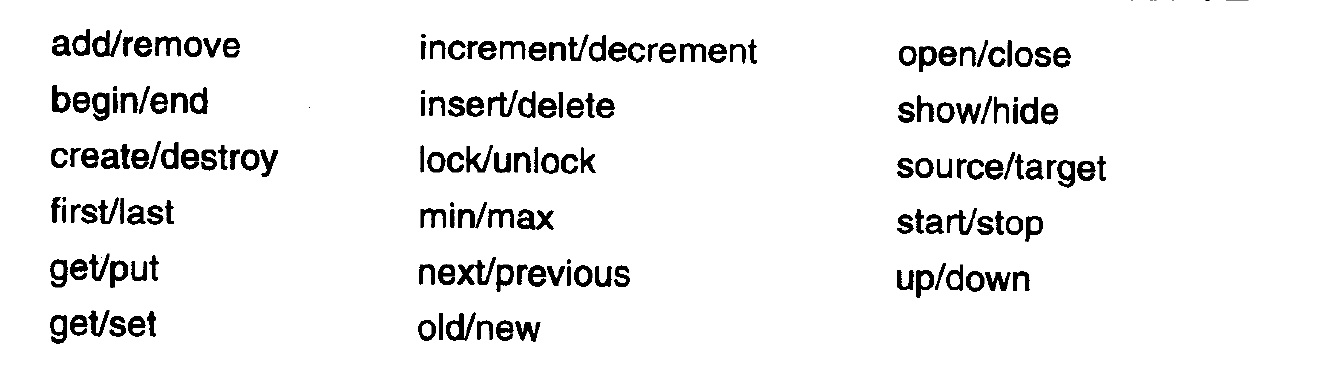 add/remove
begin/end
create/destroy
first/last
get/put
get/set
increment/decrement
insert/delete
lock/unlock
min/max
next/previous
old/new
open/close
show/hide
source/target
start/stop
up/down